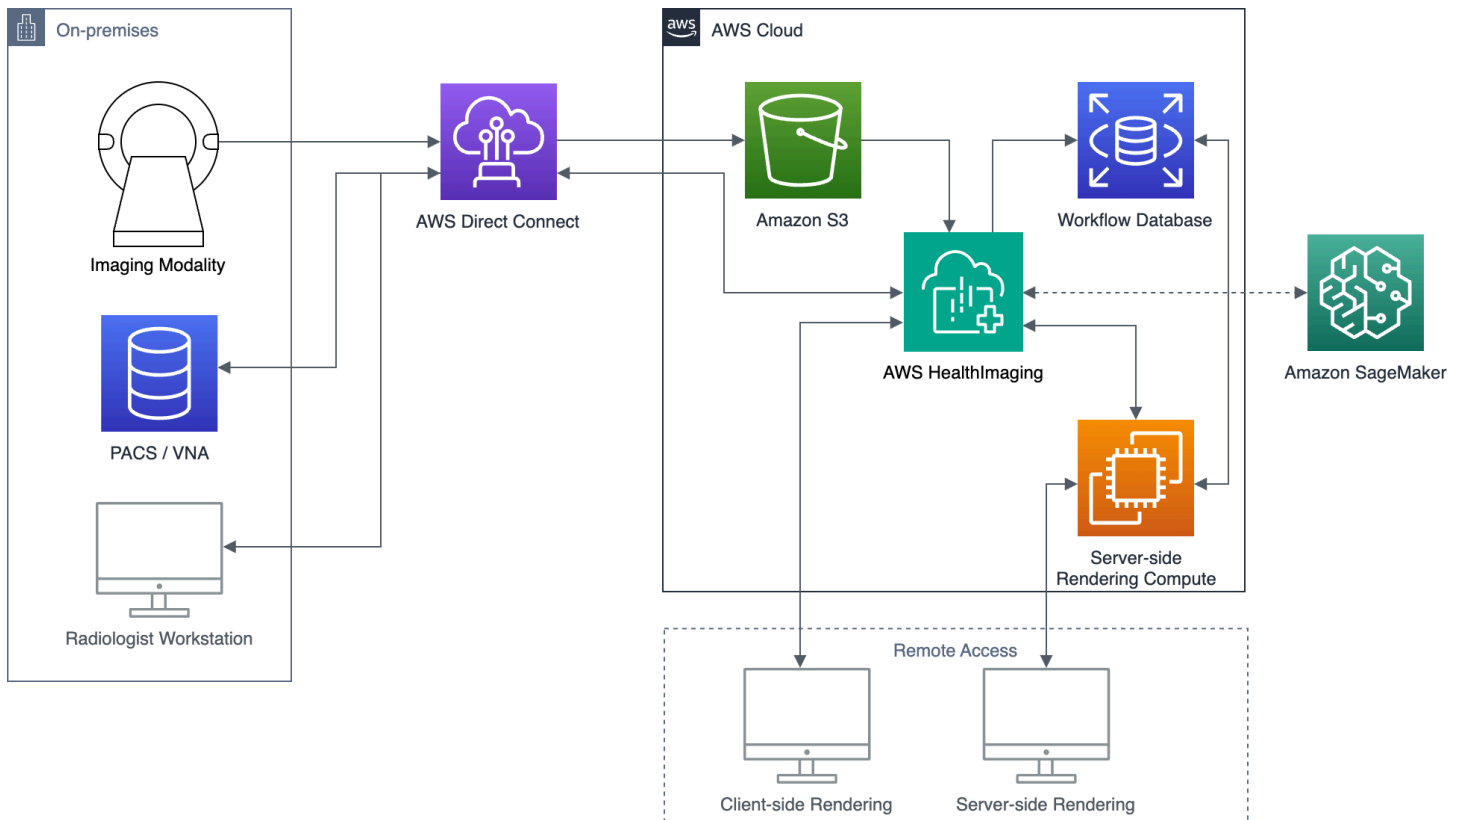 On-premises
aws
AWS Cloud
Imaging Modality
AWS Direct Connect
Amazon S3
Workflow Database
AWS HealthImaging
Amazon SageMaker
PACS / VNA
Server-side
Rendering Compute
Radiologist Workstation
Remote Access
Client-side Rendering
Server-side Rendering